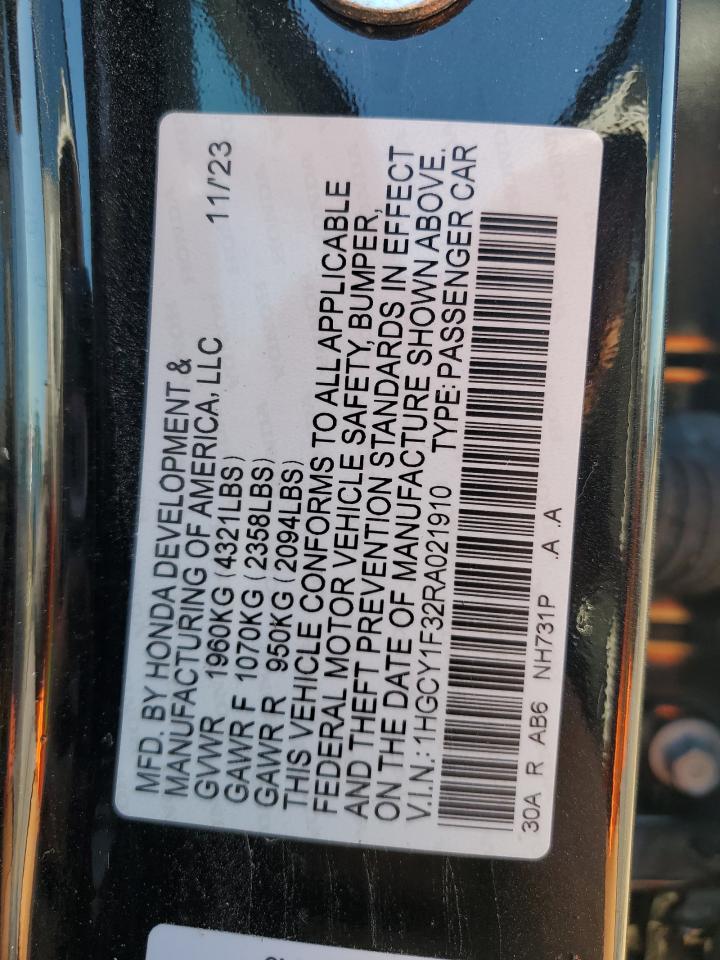 MFD. BY HONDA DEVELOPMENT &
MANUFACTURING OF AMERICA, LLC 11/'23
GVWR 1960KG (4321LBS)
GAWR F 1070KG (2358LBS)
GAWR R 950KG (2094LBS)
THIS VEHICLE CONFORMS TO ALL APPLICABLE
FEDERAL MOTOR VEHICLE SAFETY, BUMPER,
AND THEFT PREVENTION STANDARDS IN EFFECT
ON THE DATE OF MANUFACTURE SHOWN ABOVE.
V.I.N.: 1HGCY1F32RA021910 TYPE: PASSENGER CAR
30A R AB6 NH731P .A .A